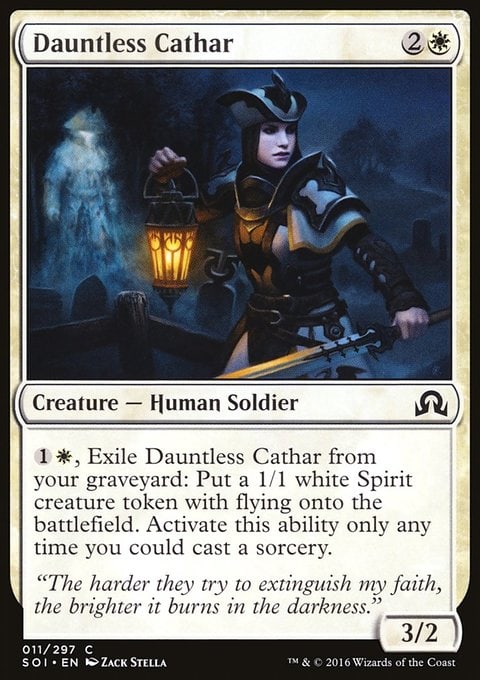 Dauntless Cathar 2
Creature — Human Soldier
1, Exile Dauntless Cathar from
your graveyard: Put a 1/1 white Spirit
creature token with flying onto the
battlefield. Activate this ability only any
time you could cast a sorcery.
“The harder they try to extinguish my faith,
the brighter it burns in the darkness.”
3/2
011/297 C
SOI • EN Zack Stella
™ & © 2016 Wizards of the Coast